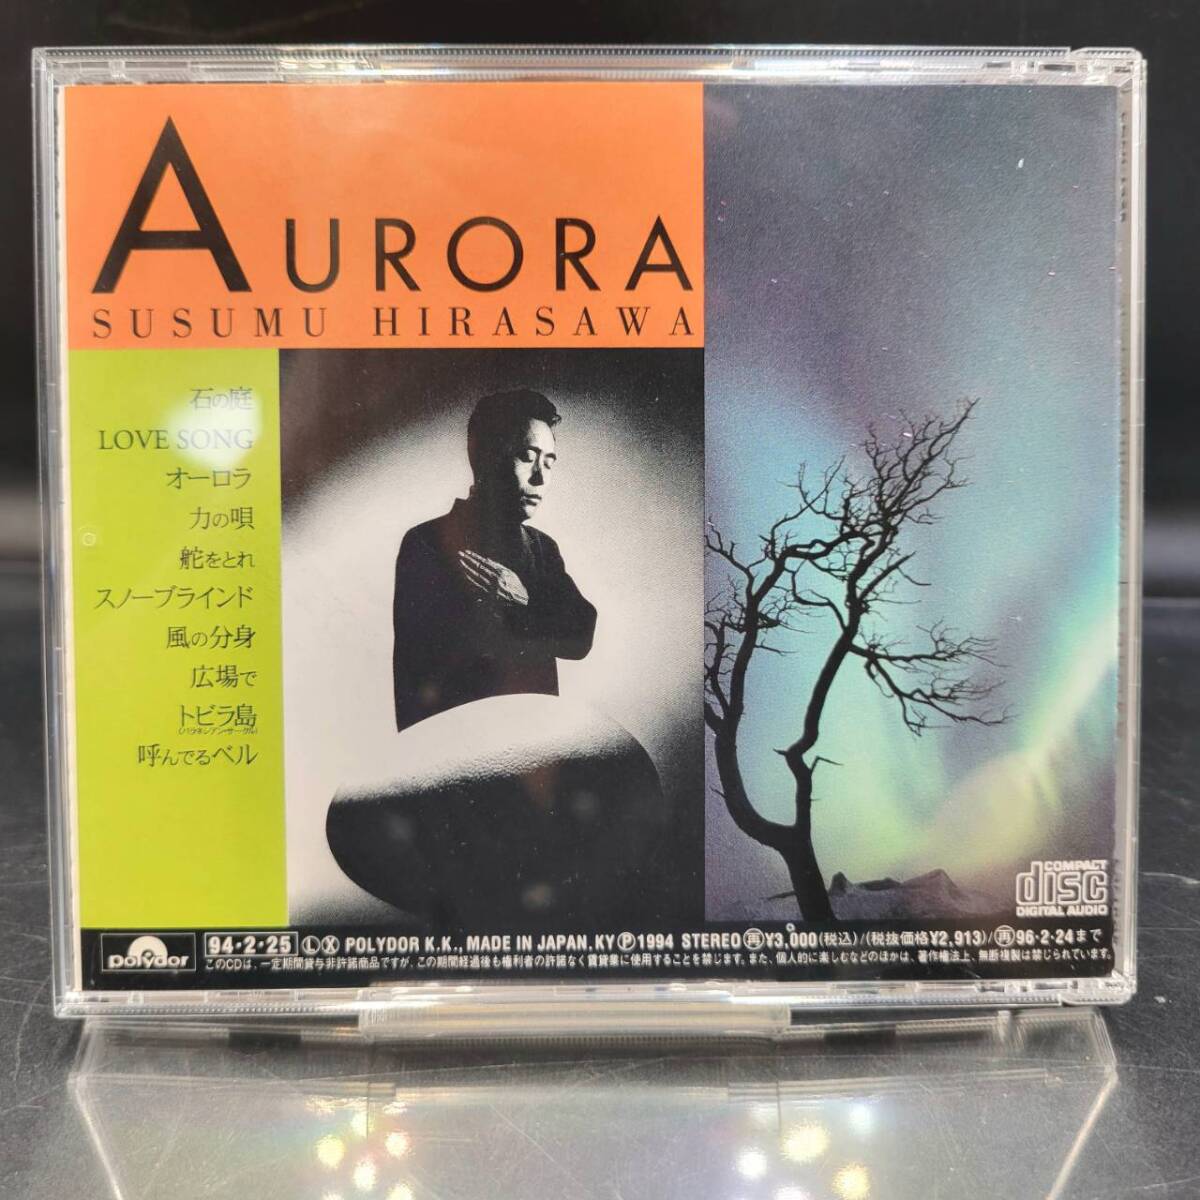 AURORA
SUSUMU HIRASAWA
石の庭
LOVE SONG
オーロラ
力の唄
舵をとれ
スノーブラインド
風の分身
広場で
トビラ島
(パラネシアン・サークル)
呼んでるベル
COMPACT
disc
DIGITAL AUDIO
polydor
94・2・25 Ⓛ Ⓧ POLYDOR K.K., MADE IN JAPAN. KY Ⓟ 1994 STEREO 再 ¥3,000(税込)/(税抜価格¥2,913)/再96・2・24まで
このCDは、一定期間貸与非許諾商品ですが、この期間経過後も権利者の許諾なく賃貸業に使用することを禁じます。また、個人的に楽しむなどのほかは、著作権法上、無断複製は禁じられています。